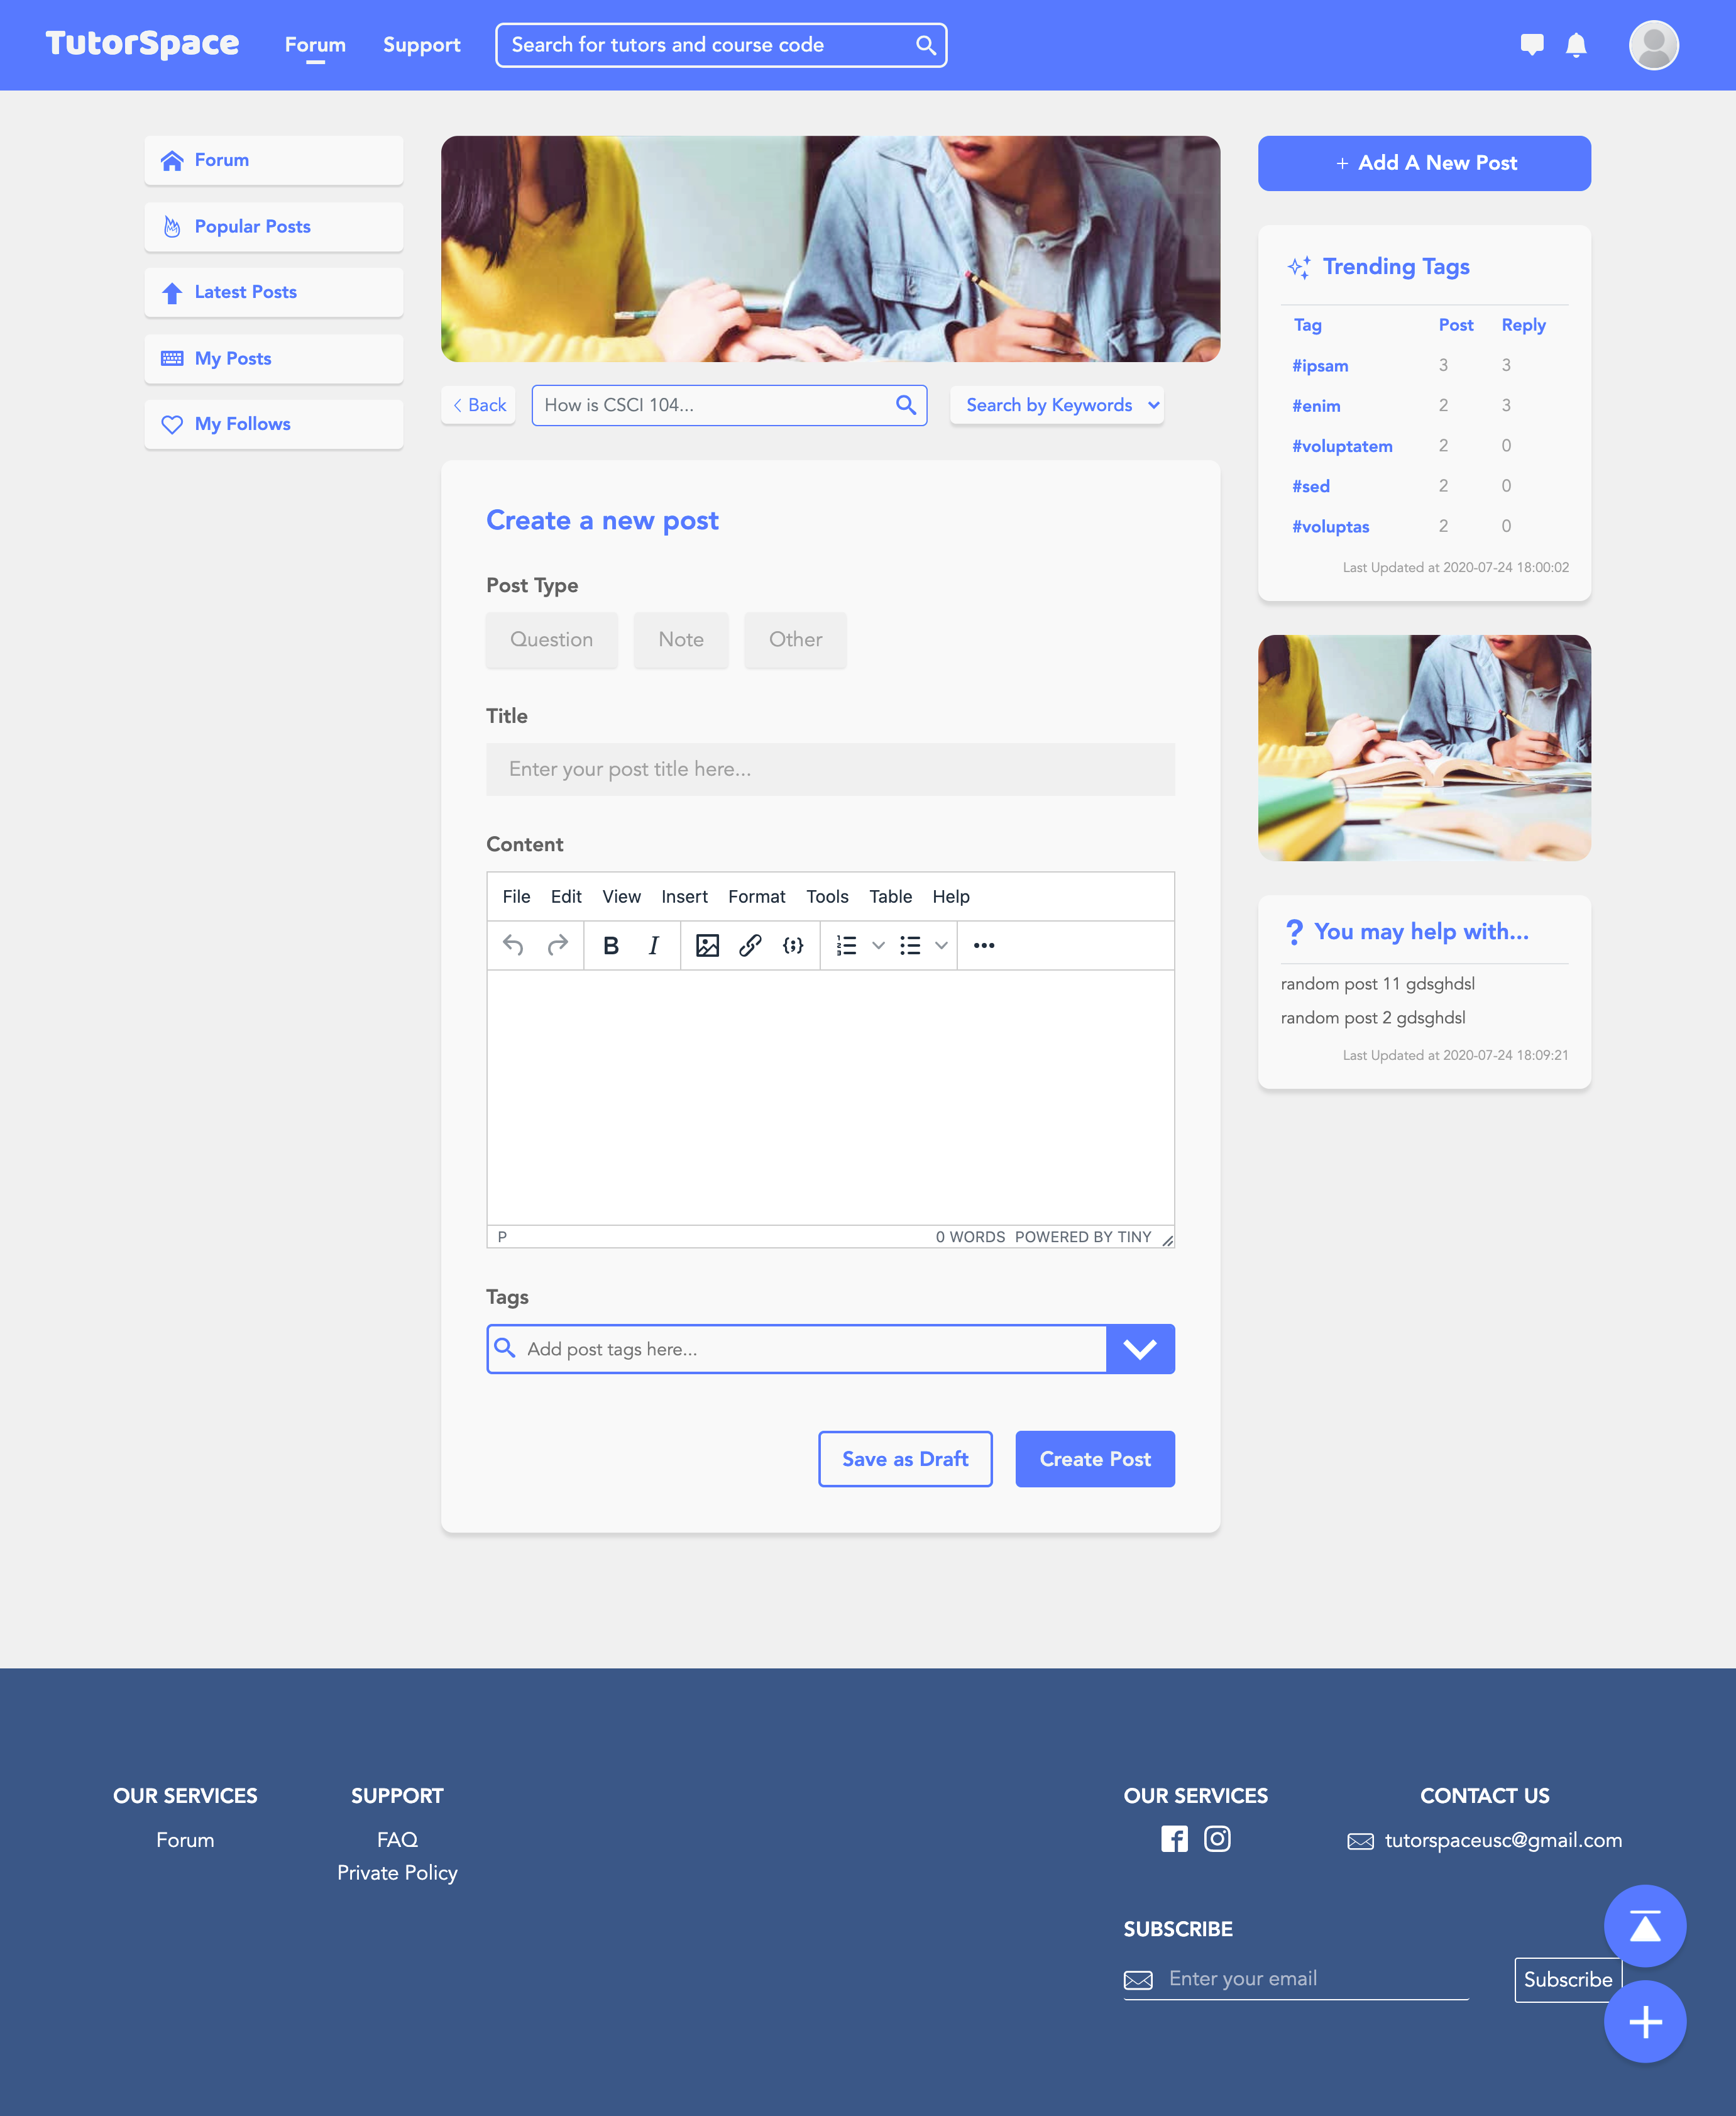 TutorSpace
Forum
Support
Search for tutors and course code
Forum
Popular Posts
Latest Posts
My Posts
My Follows
< Back
How is CSCI 104...
Search by Keywords
Create a new post
Post Type
Question
Note
Other
Title
Enter your post title here...
Content
File Edit View Insert Format Tools Table Help
B I
P
0 WORDS POWERED BY TINY
Tags
Add post tags here...
Save as Draft
Create Post
+ Add A New Post
Trending Tags
Tag Post Reply
#ipsam 3 3
#enim 2 3
#voluptatem 2 0
#sed 2 0
#voluptas 2 0
Last Updated at 2020-07-24 18:00:02
? You may help with...
random post 11 gdsghdsl
random post 2 gdsghdsl
Last Updated at 2020-07-24 18:09:21
OUR SERVICES
Forum
SUPPORT
FAQ
Private Policy
OUR SERVICES
CONTACT US
tutorspaceusc@gmail.com
SUBSCRIBE
Enter your email
Subscribe